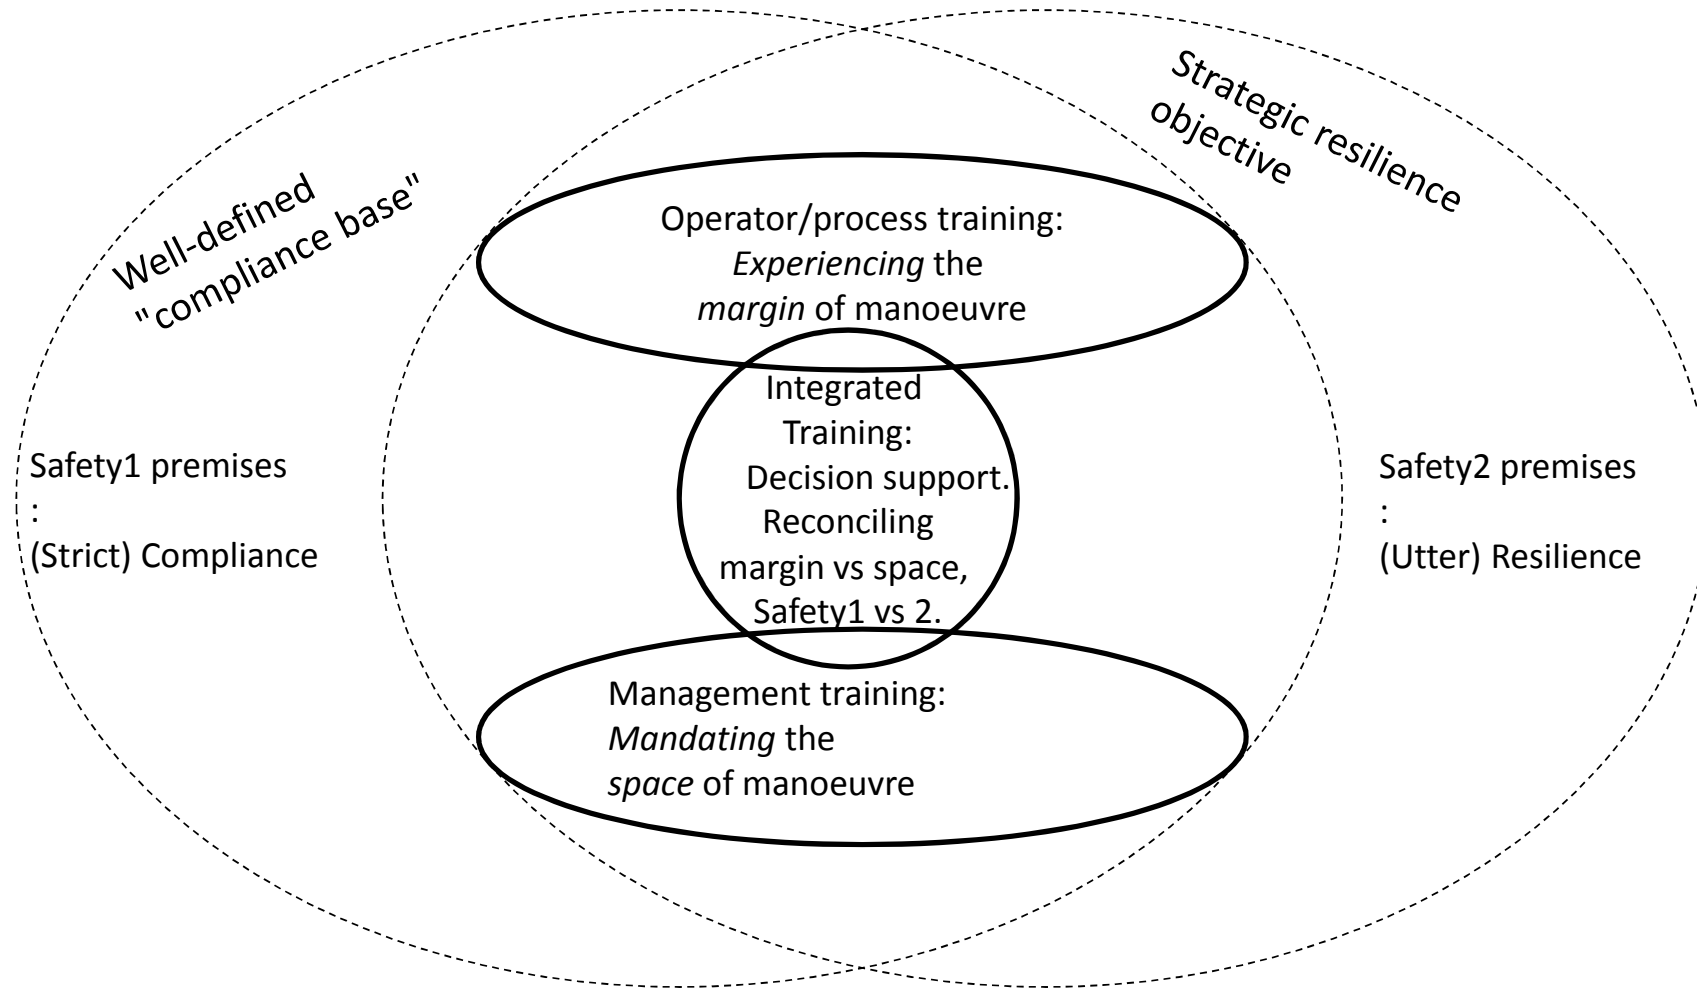 Strategic resilience
objective
Well-defined
"compliance base"
Operator/process training:
Experiencing the
margin of manoeuvre
Integrated
Training:
Decision support.
Reconciling
margin vs space,
Safety1 vs 2.
Safety1 premises
:
(Strict) Compliance
Safety2 premises
:
(Utter) Resilience
Management training:
Mandating the
space of manoeuvre